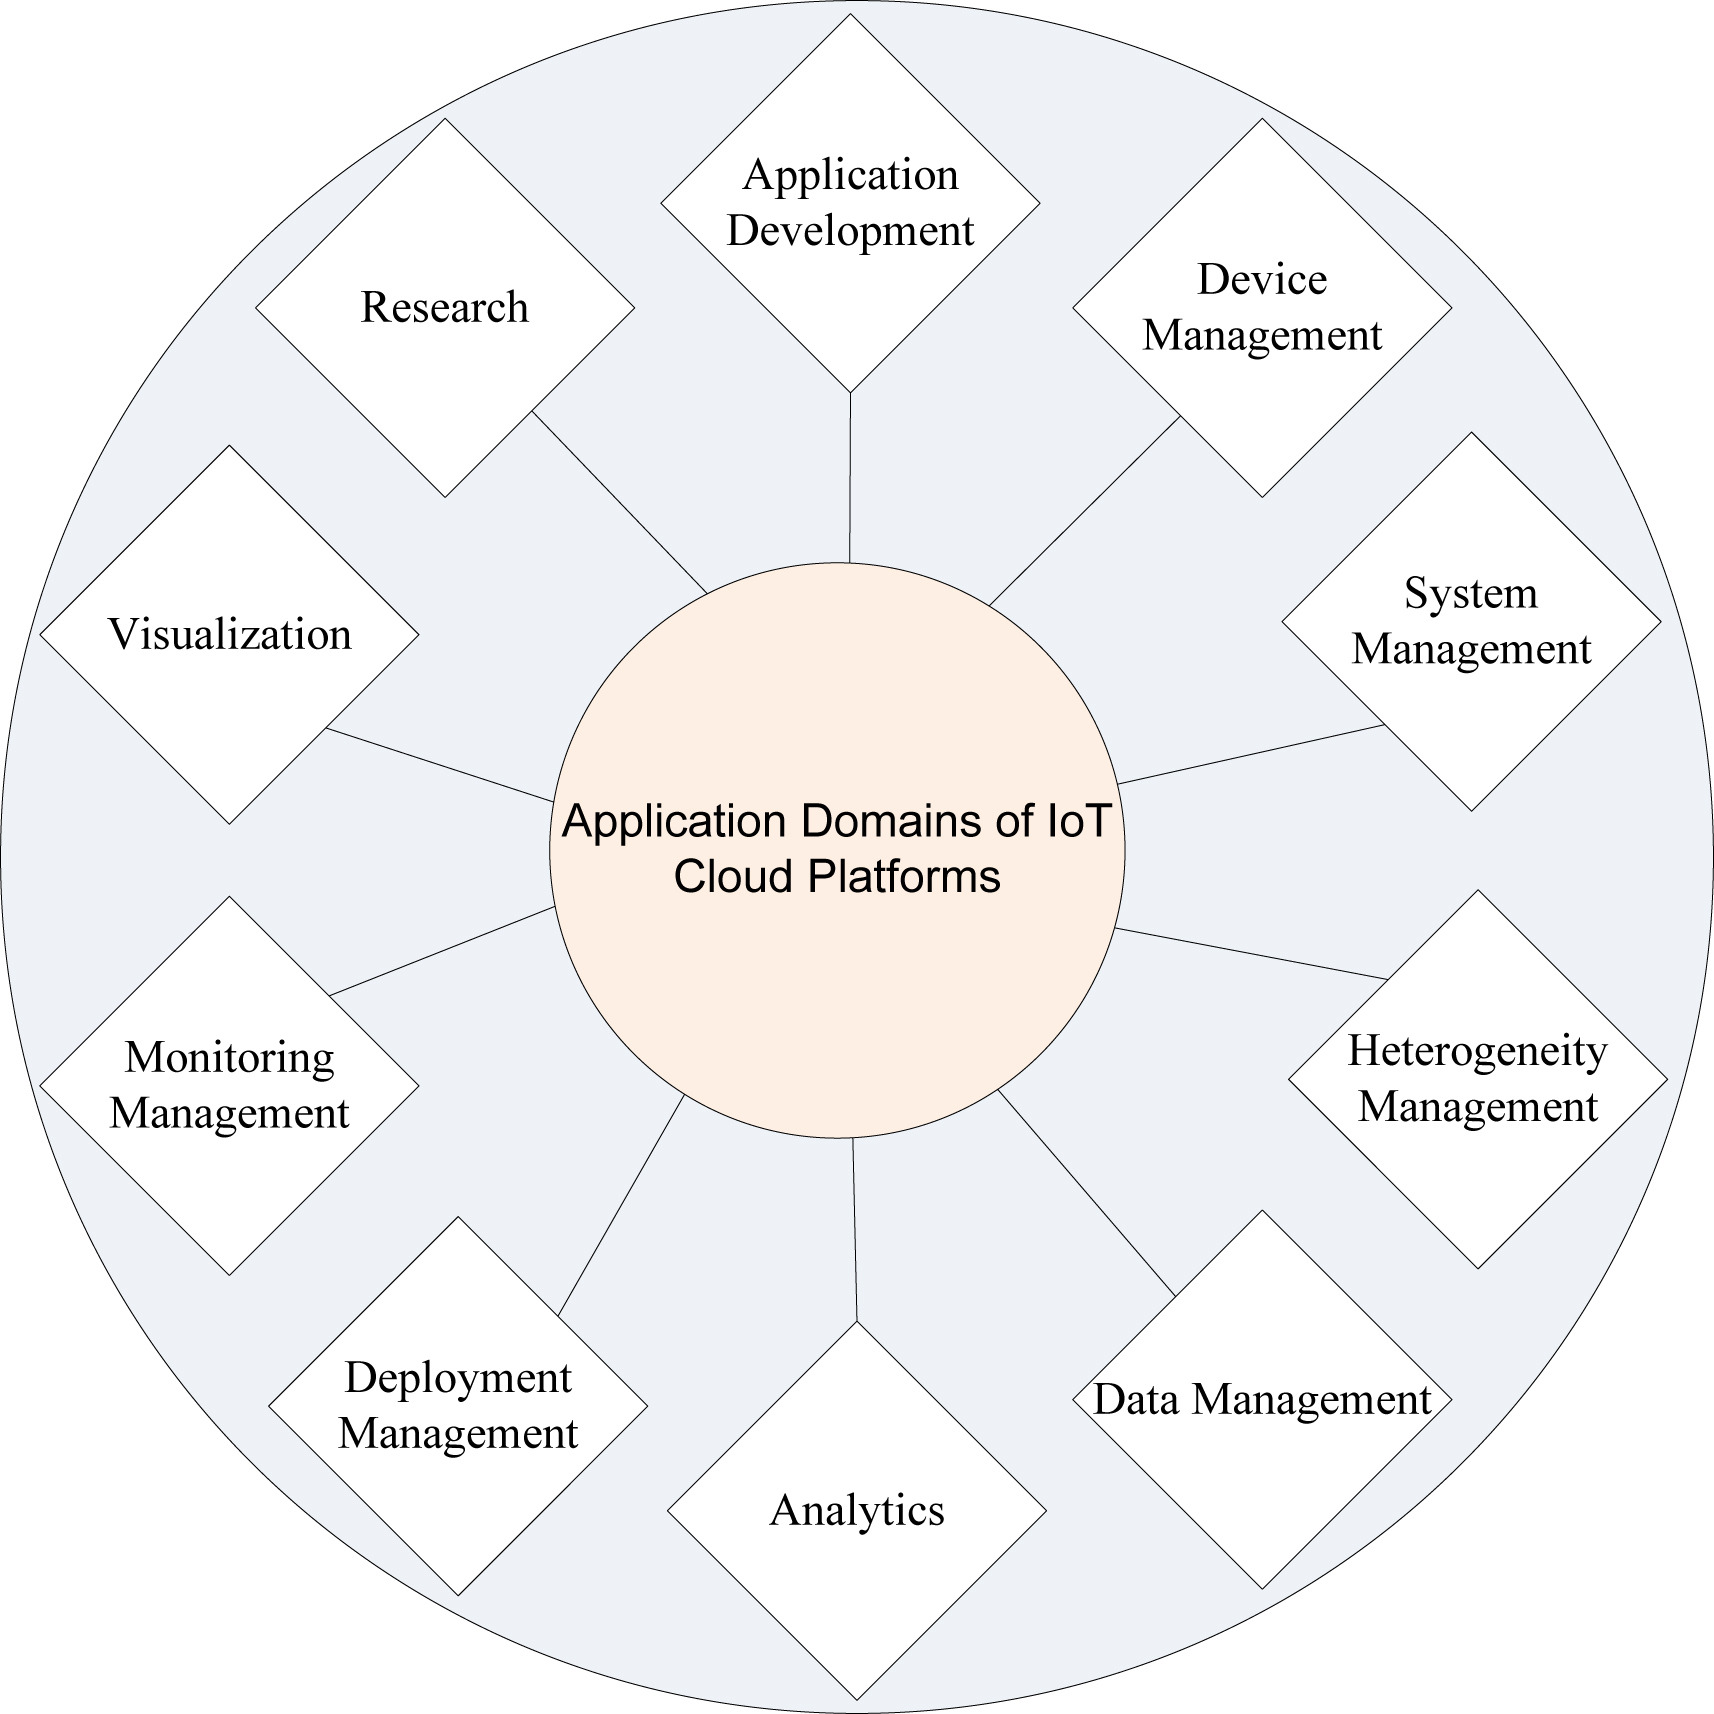 Application
Development
Device
Management
System
Management
Heterogeneity
Management
Data Management
Analytics
Deployment
Management
Monitoring
Management
Visualization
Research
Application Domains of IoT
Cloud Platforms